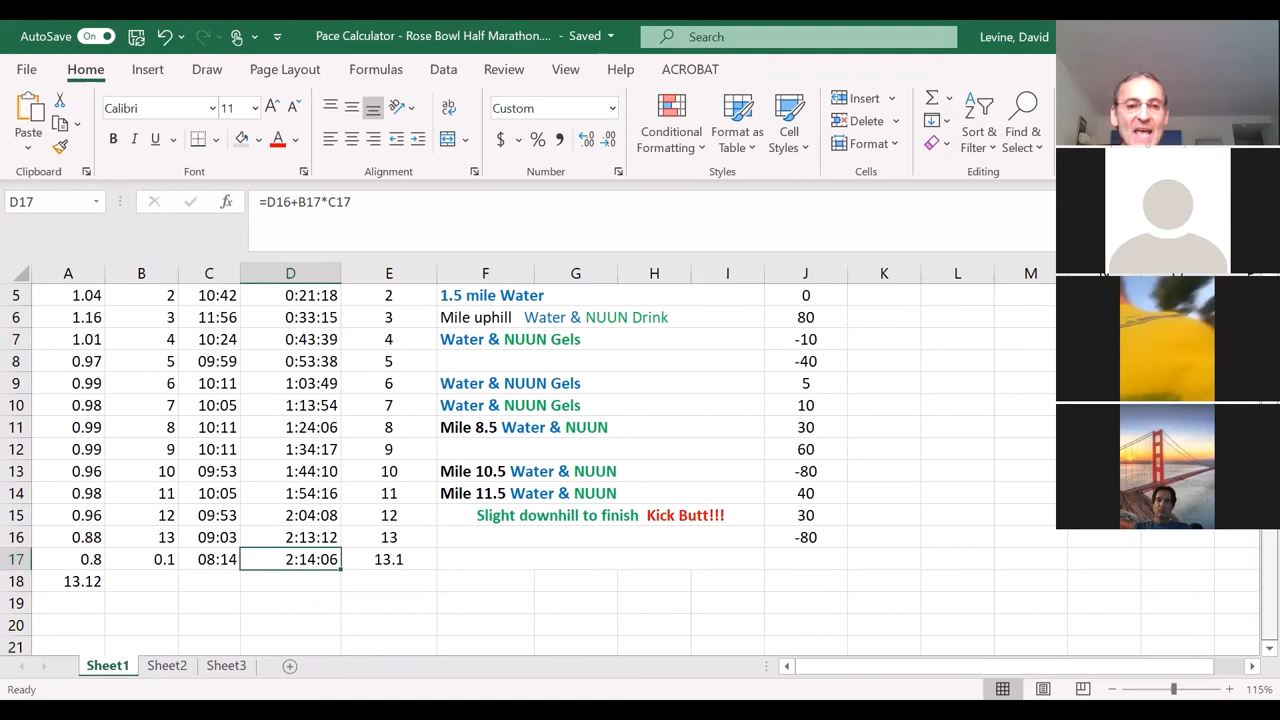 AutoSave On Pace Calculator - Rose Bowl Half Marathon.... - Saved Search Levine, David
File Home Insert Draw Page Layout Formulas Data Review View Help ACROBAT
Calibri 11 ab Custom Insert
Paste B I U A $ % 9 Conditional Formatting Format as Table Cell Styles Delete Sort & Filter Find & Select
Format
Clipboard Font Alignment Number Styles Cells Editing
D17 fx =D16+B17*C17
A B C D E F G H I J K L M
5 1.04 2 10:42 0:21:18 2 1.5 mile Water 0
6 1.16 3 11:56 0:33:15 3 Mile uphill Water & NUUN Drink 80
7 1.01 4 10:24 0:43:39 4 Water & NUUN Gels -10
8 0.97 5 09:59 0:53:38 5 -40
9 0.99 6 10:11 1:03:49 6 Water & NUUN Gels 5
10 0.98 7 10:05 1:13:54 7 Water & NUUN Gels 10
11 0.99 8 10:11 1:24:06 8 Mile 8.5 Water & NUUN 30
12 0.99 9 10:11 1:34:17 9 60
13 0.96 10 09:53 1:44:10 10 Mile 10.5 Water & NUUN -80
14 0.98 11 10:05 1:54:16 11 Mile 11.5 Water & NUUN 40
15 0.96 12 09:53 2:04:08 12 Slight downhill to finish Kick Butt!!! 30
16 0.88 13 09:03 2:13:12 13 -80
17 0.8 0.1 08:14 2:14:06 13.1
18 13.12
19
20
21
Sheet1 Sheet2 Sheet3
Ready 115%